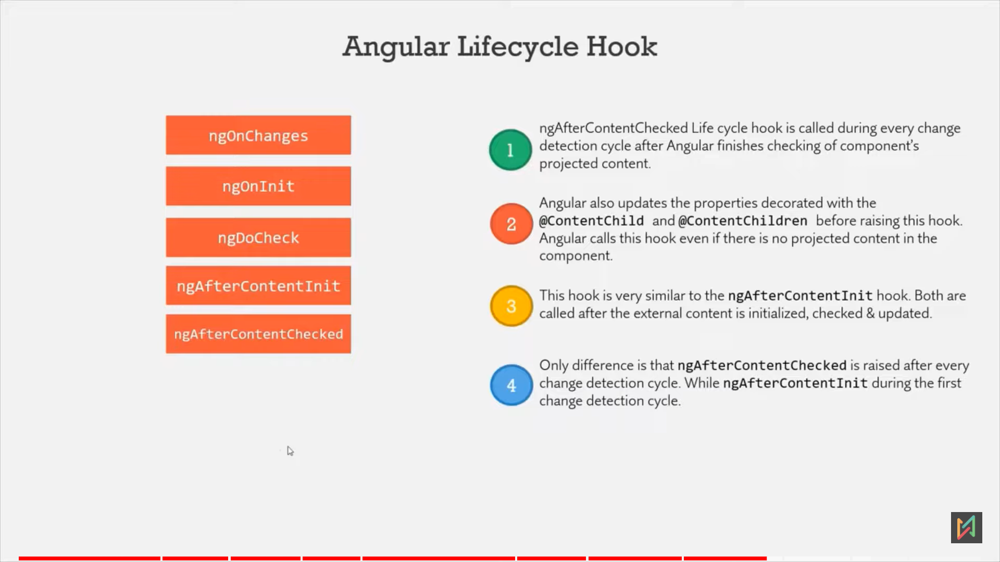 Angular Lifecycle Hook
ngOnChanges
ngOnInit
ngDoCheck
ngAfterContentInit
ngAfterContentChecked
1
ngAfterContentChecked Life cycle hook is called during every change
detection cycle after Angular finishes checking of component’s
projected content.
2
Angular also updates the properties decorated with the
@ContentChild and @ContentChildren before raising this hook.
Angular calls this hook even if there is no projected content in the
component.
3
This hook is very similar to the ngAfterContentInit hook. Both are
called after the external content is initialized, checked & updated.
4
Only difference is that ngAfterContentChecked is raised after every
change detection cycle. While ngAfterContentInit during the first
change detection cycle.